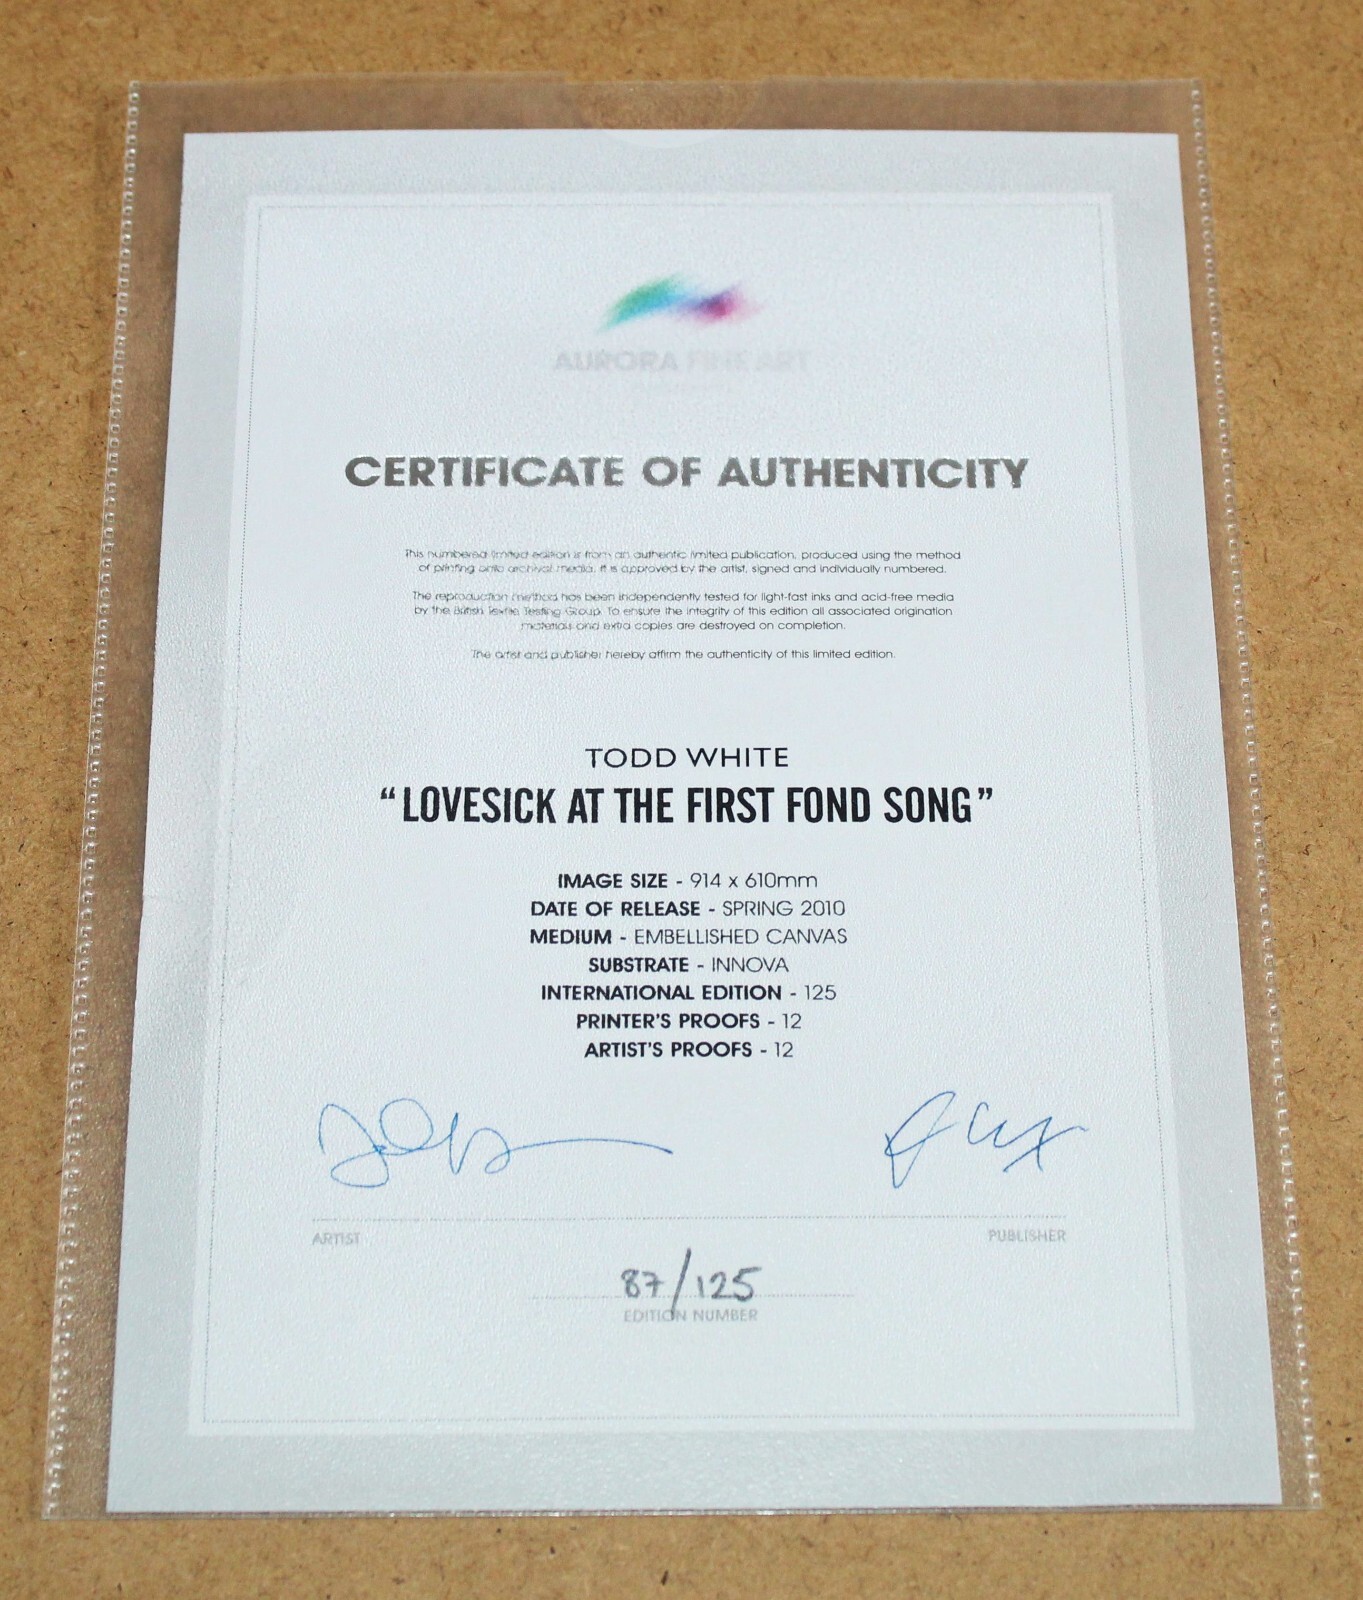 AURORA FINE ART
CERTIFICATE OF AUTHENTICITY
This numbered limited edition is from an authentic limited publication, produced using the method
of printing onto archival media. It is approved by the artist, signed and individually numbered.
The reproduction method has been independently tested for light-fast inks and acid-free media
by the British Textile Testing Group. To ensure the integrity of this edition all associated origination
materials and extra copies are destroyed on completion.
The artist and publisher hereby affirm the authenticity of this limited edition.
TODD WHITE
“LOVESICK AT THE FIRST FOND SONG”
IMAGE SIZE - 914 x 610mm
DATE OF RELEASE - SPRING 2010
MEDIUM - EMBELLISHED CANVAS
SUBSTRATE - INNOVA
INTERNATIONAL EDITION - 125
PRINTER'S PROOFS - 12
ARTIST'S PROOFS - 12
ARTIST PUBLISHER
87/125
EDITION NUMBER